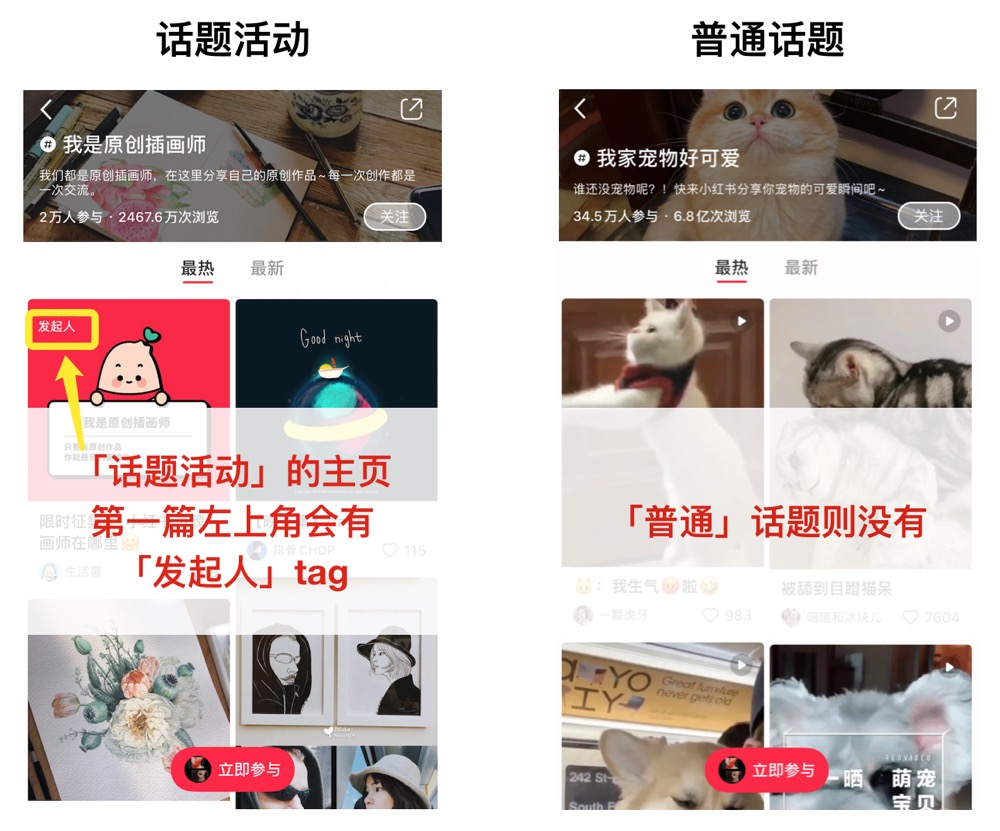 话题活动
普通话题
我是原创插画师
我们都是原创插画师，在这里分享自己的原创作品~每一次创作都是
一次交流。
2万人参与 · 2467.6万次浏览
关注
最热
最新
发起人
我是原创插画师
Good night
「话题活动」的主页
第一篇左上角会有
「发起人」tag
画师在哪里
生活薯
排骨 CHOP
115
立即参与
我家宠物好可爱
谁还没宠物呢？！快来小红书分享你宠物的可爱瞬间吧~
34.5万人参与 · 6.8亿次浏览
关注
最热
最新
「普通」话题则没有
🐱：我生气😡啦🤣
一颗虎牙
983
被舔到目瞪猫呆
喵喵和冰块儿
7604
YO
IY
Great furniture
never gets old
242 St-
South F
一晒
萌宠
宝贝
立即参与